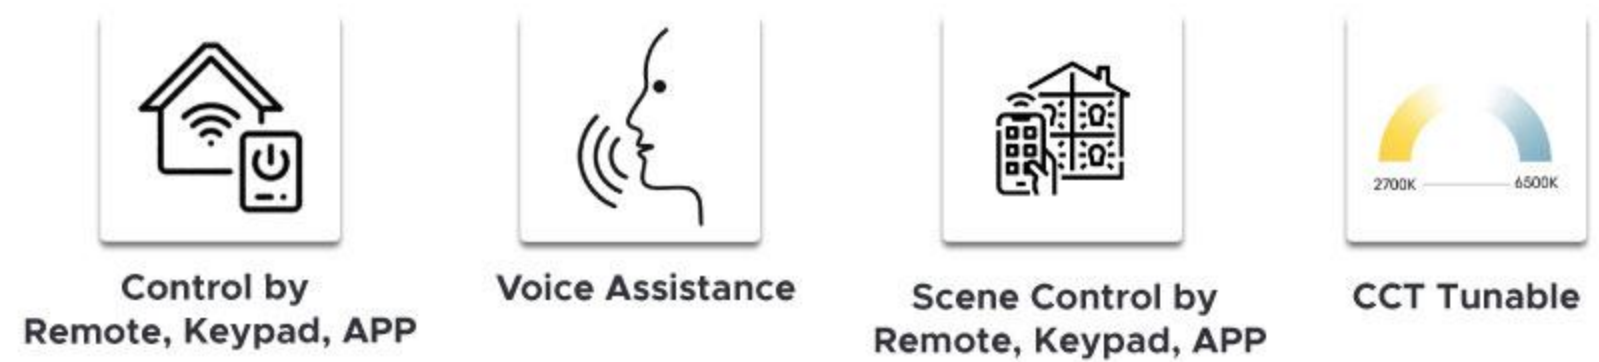 Control by
Remote, Keypad, APP
Voice Assistance
Scene Control by
Remote, Keypad, APP
2700K
6500K
CCT Tunable